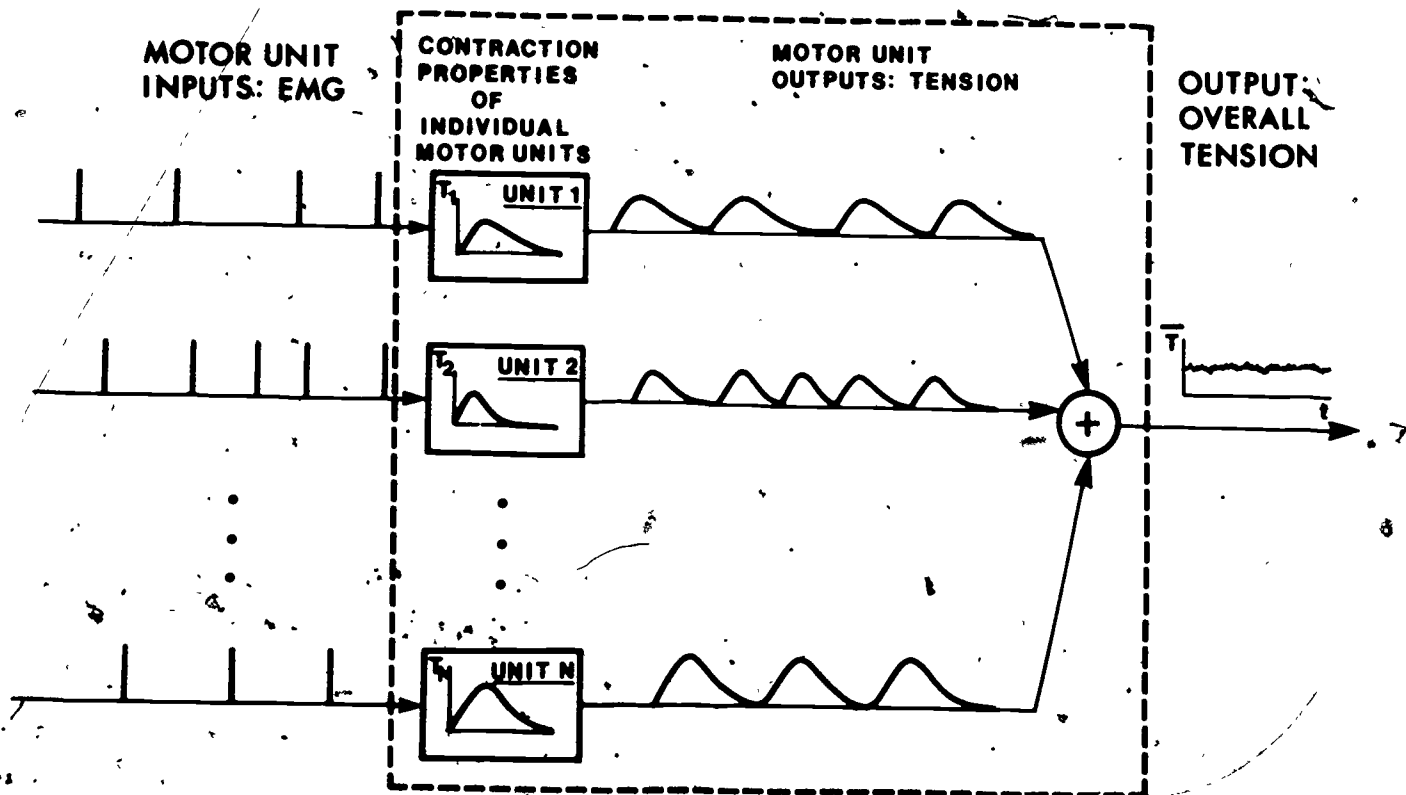 MOTOR UNIT
INPUTS: EMG
CONTRACTION
PROPERTIES
OF
INDIVIDUAL
MOTOR UNITS
MOTOR UNIT
OUTPUTS: TENSION
OUTPUT:
OVERALL
TENSION
T1
UNIT 1
T2
UNIT 2
T
t
TN
UNIT N